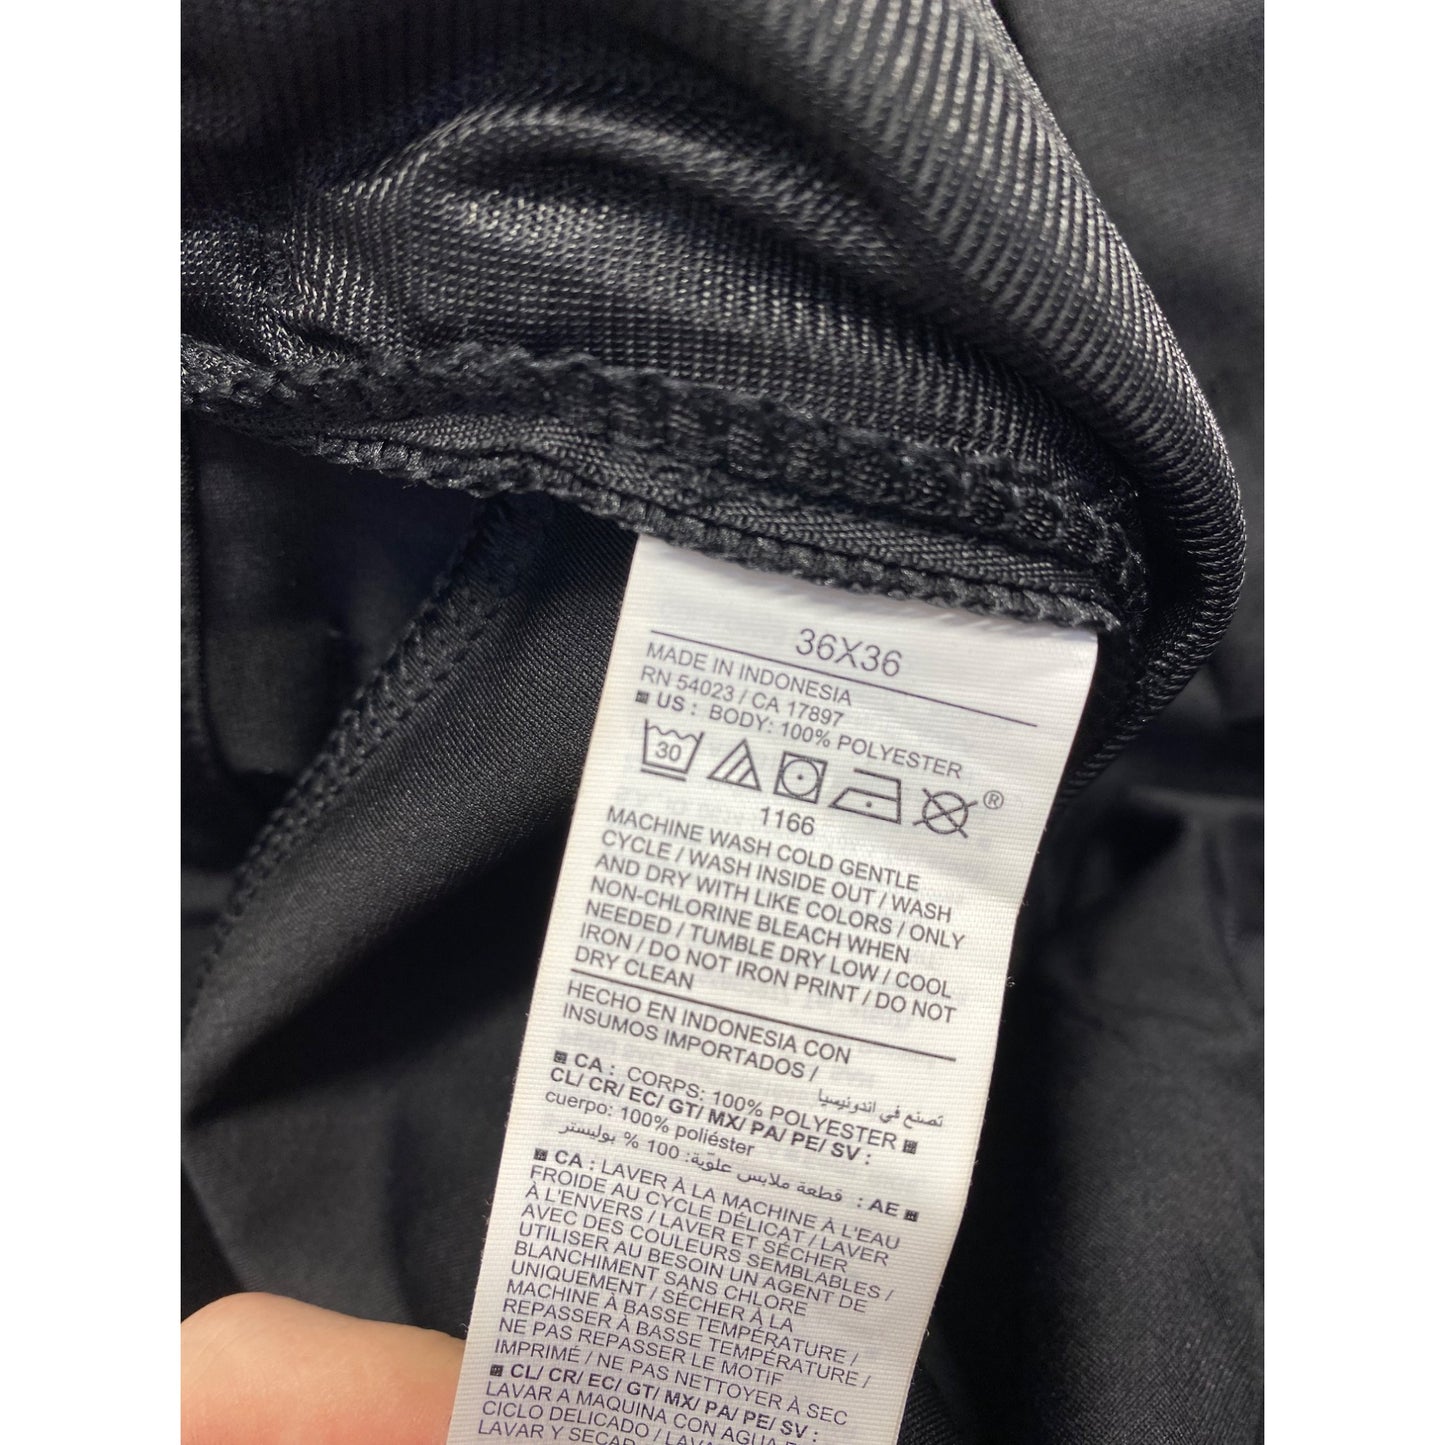 36X36
MADE IN INDONESIA
RN 54023 / CA 17897
US : BODY: 100% POLYESTER
30
®
1166
MACHINE WASH COLD GENTLE
CYCLE / WASH INSIDE OUT / WASH
AND DRY WITH LIKE COLORS / ONLY
NON-CHLORINE BLEACH WHEN
NEEDED / TUMBLE DRY LOW / COOL
IRON / DO NOT IRON PRINT / DO NOT
DRY CLEAN
HECHO EN INDONESIA CON
INSUMOS IMPORTADOS /
تصنع في اندونيسيا
CA : CORPS: 100% POLYESTER
CL/ CR/ EC/ GT/ MX/ PA/ PE/ SV :
cuerpo: 100% poliéster
AE : قطعة ملابس علوّية: 100 % بوليستر
CA : LAVER À LA MACHINE À L'EAU
FROIDE AU CYCLE DÉLICAT / LAVER
À L'ENVERS / LAVER ET SÉCHER
AVEC DES COULEURS SEMBLABLES /
UTILISER AU BESOIN UN AGENT DE
BLANCHIMENT SANS CHLORE
UNIQUEMENT / SÉCHER À LA
MACHINE À BASSE TEMPÉRATURE /
REPASSER À BASSE TEMPÉRATURE /
NE PAS REPASSER LE MOTIF
IMPRIMÉ / NE PAS NETTOYER À SEC
CL/ CR/ EC/ GT/ MX/ PA/ PE/ SV :
LAVAR A MAQUINA CON AGUA
CICLO DELICADO /
LAVAR Y